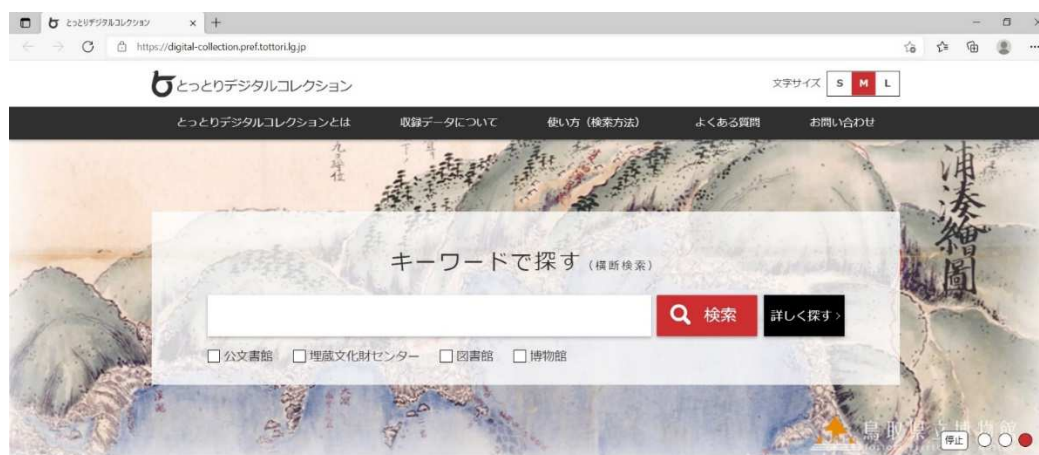 とっとりデジタルコレクション
https://digital-collection.pref.tottori.lg.jp
とっとりデジタルコレクション
文字サイズ S M L
とっとりデジタルコレクションとは 収録データについて 使い方（検索方法） よくある質問 お問い合わせ
浦湊繪圖
キーワードで探す（横断検索）
検索 詳しく探す
公文書館 埋蔵文化財センター 図書館 博物館
鳥取県立博物館
停止